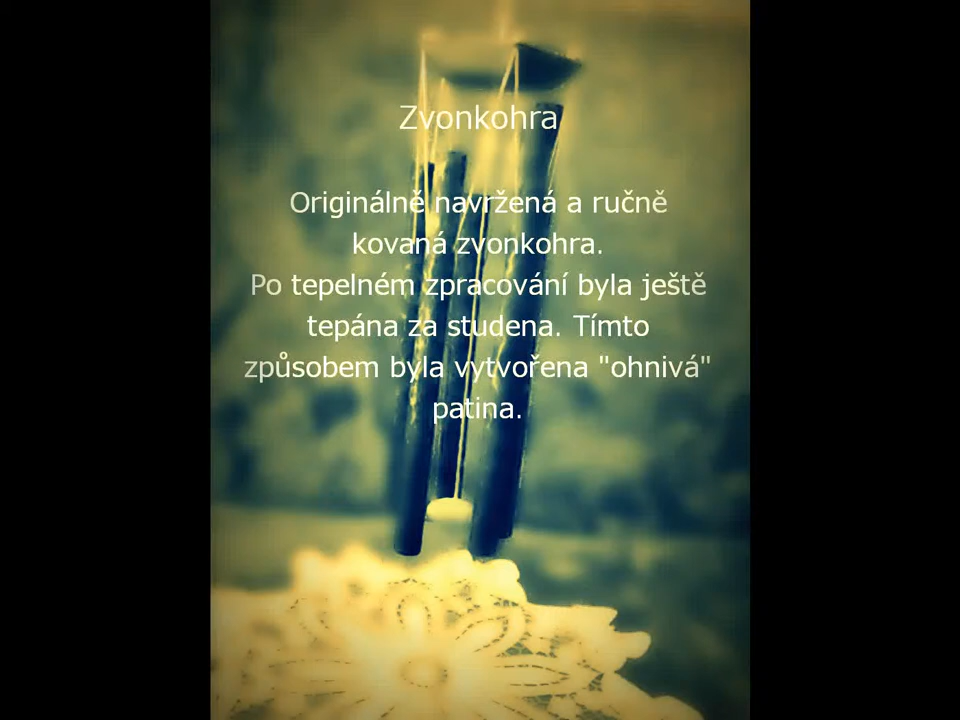 Zvonkohra
Originálně navržená a ručně
kovaná zvonkohra.
Po tepelném zpracování byla ještě
tepána za studena. Tímto
způsobem byla vytvořena "ohnivá"
patina.